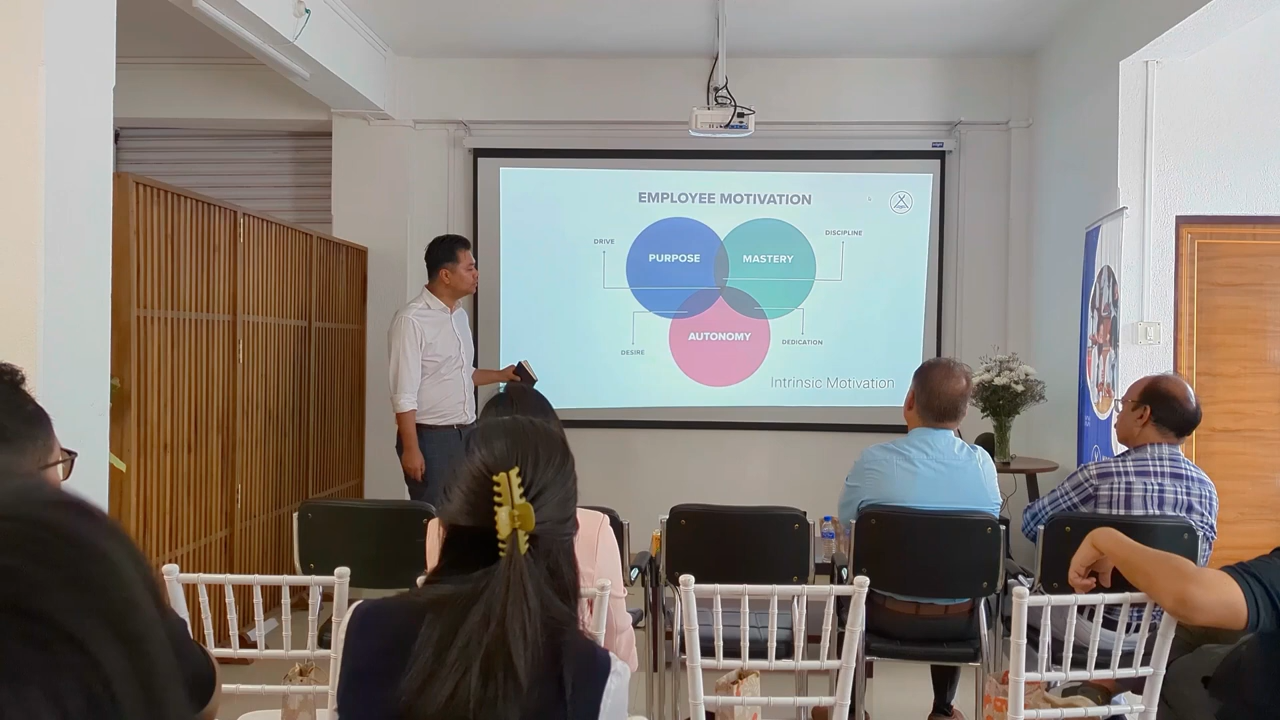 EMPLOYEE MOTIVATION
DRIVE
DISCIPLINE
PURPOSE
MASTERY
AUTONOMY
DESIRE
DEDICATION
Intrinsic Motivation